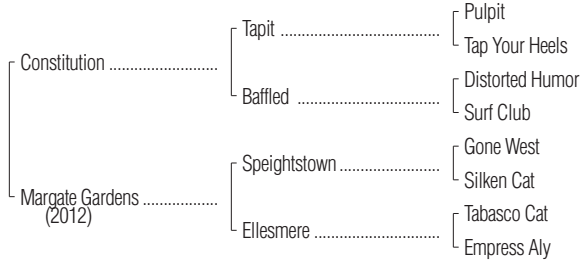 Pulpit
Tapit
Tap Your Heels
Constitution
Distorted Humor
Baffled
Surf Club
Gone West
Speightstown
Silken Cat
Margate Gardens
(2012)
Tabasco Cat
Ellesmere
Empress Aly